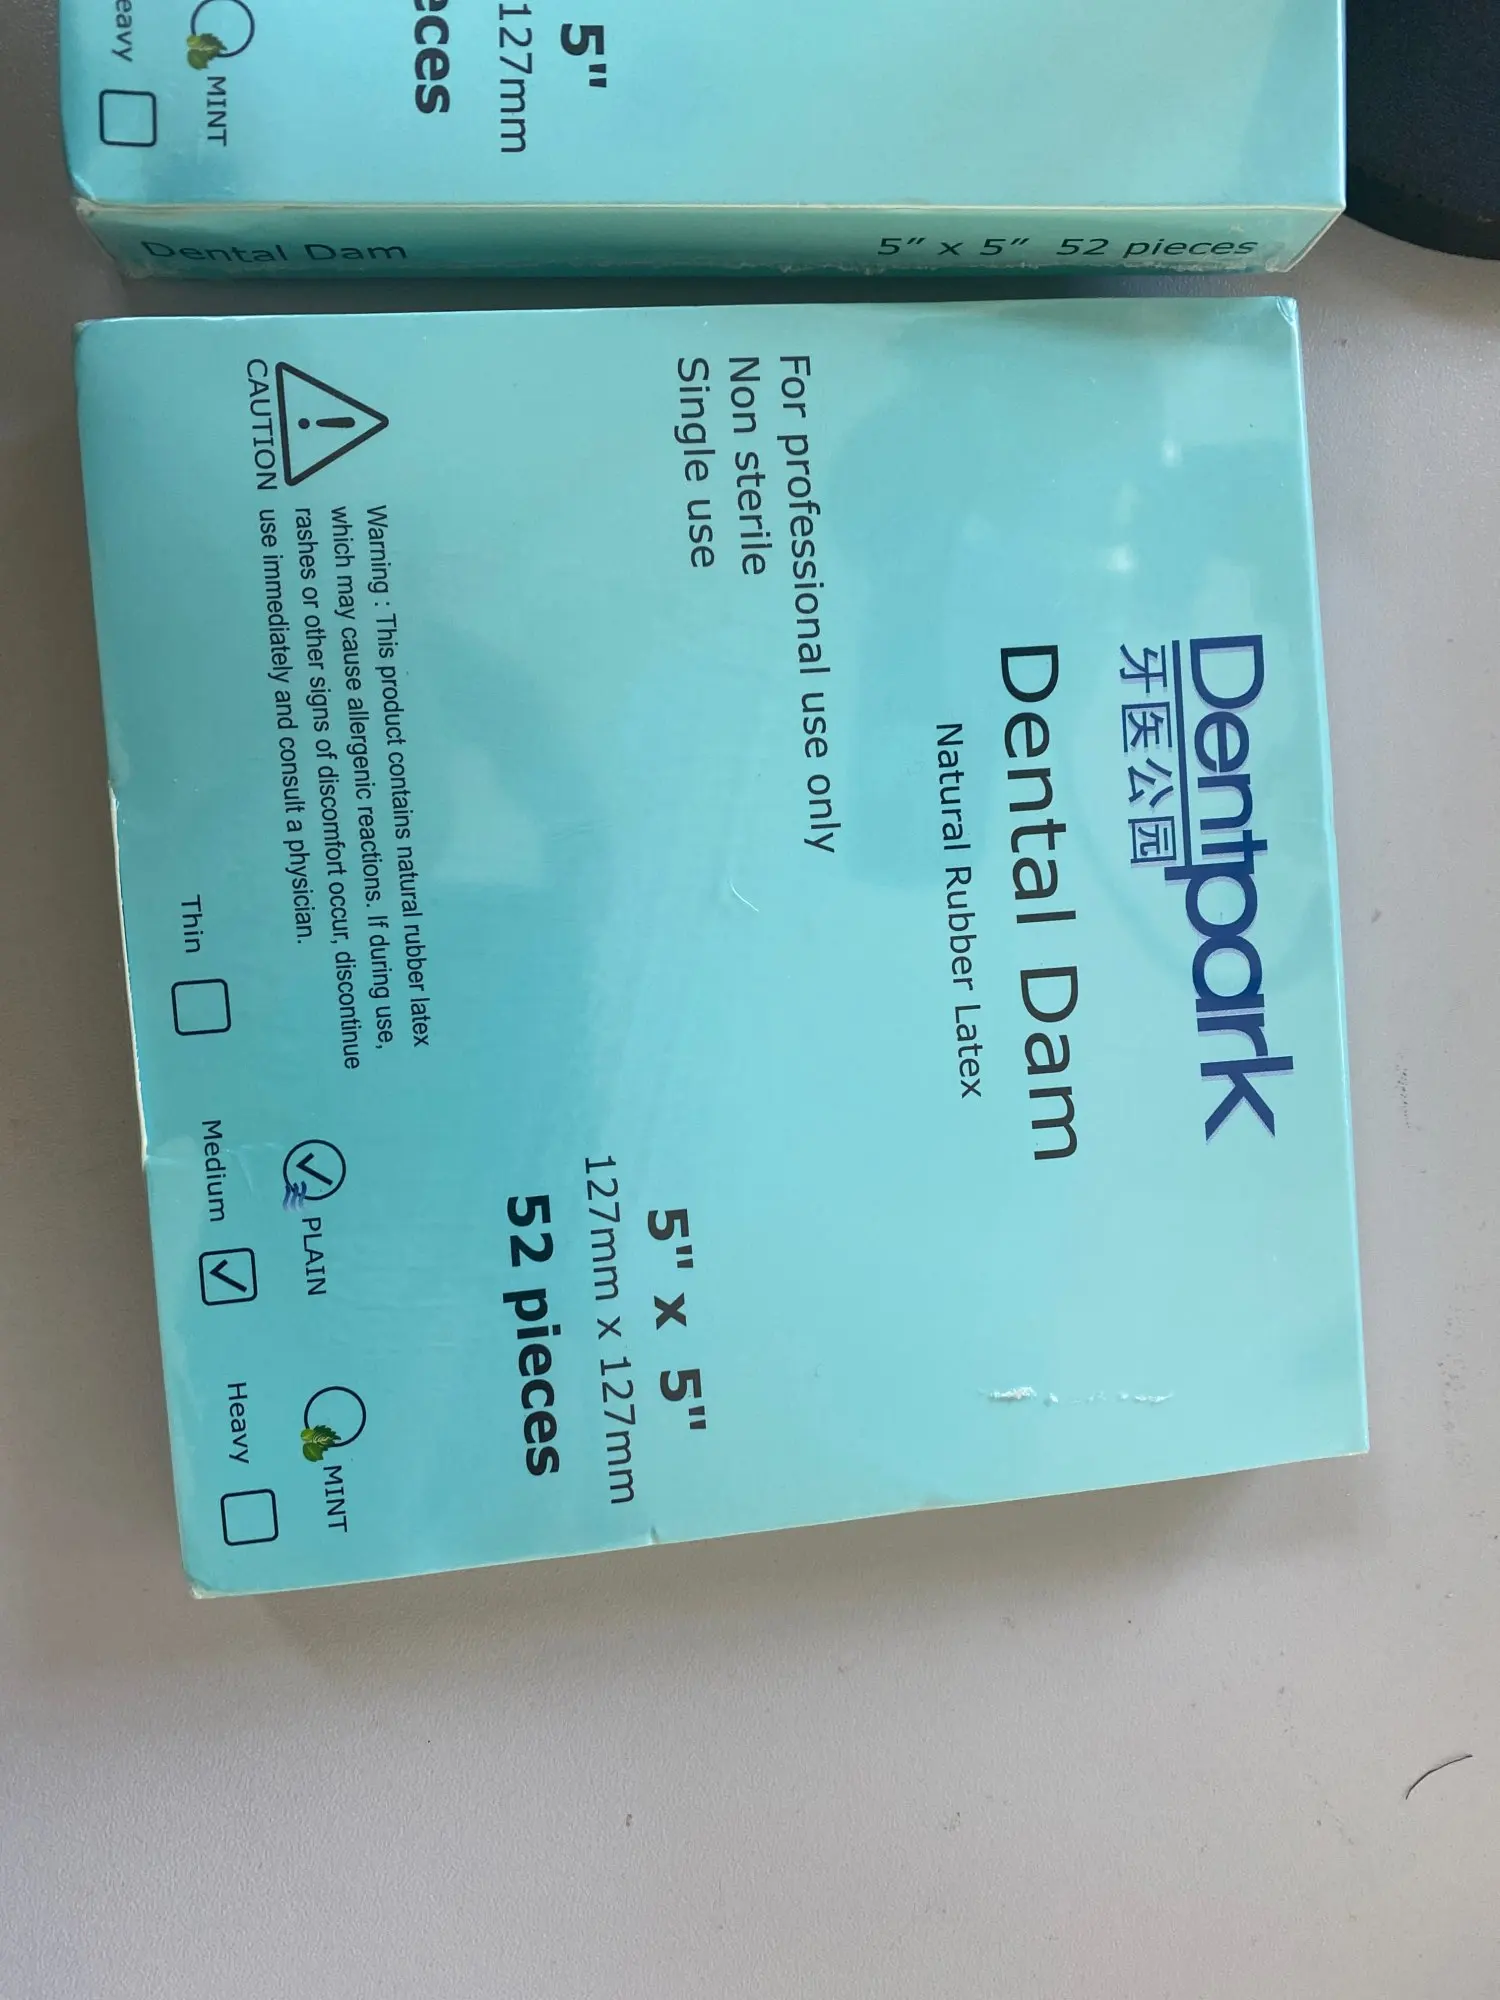 5"
127mm
eces
MINT
eavy
Dental Dam
5" x 5" 52 pieces
Dentpark
牙医公园
Dental Dam
Natural Rubber Latex
For professional use only
Non sterile
Single use
5" x 5"
127mm x 127mm
52 pieces
CAUTION
Warning : This product contains natural rubber latex
which may cause allergenic reactions. If during use,
rashes or other signs of discomfort occur, discontinue
use immediately and consult a physician.
PLAIN
MINT
Thin
Medium
Heavy